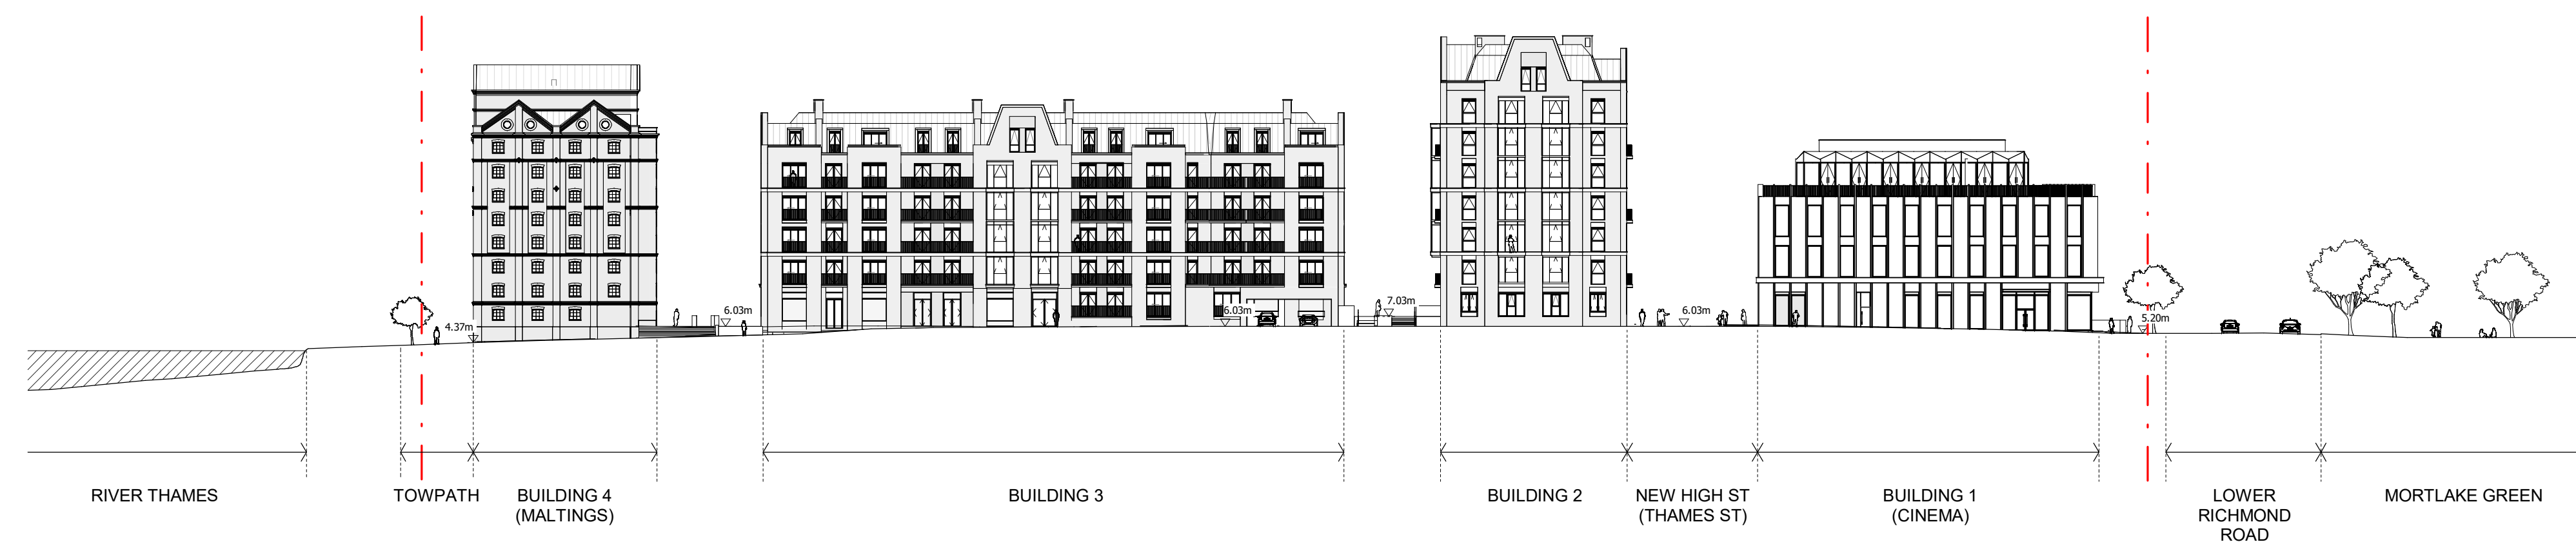 4.37m
6.03m
6.03m
7.03m
6.03m
5.20m
RIVER THAMES
TOWPATH
BUILDING 4
(MALTINGS)
BUILDING 3
BUILDING 2
NEW HIGH ST
(THAMES ST)
BUILDING 1
(CINEMA)
LOWER
RICHMOND
ROAD
MORTLAKE GREEN